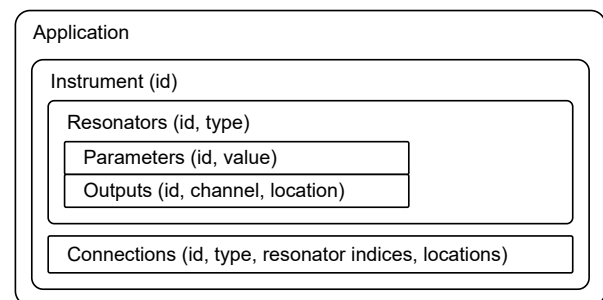 Application
Instrument (id)
Resonators (id, type)
Parameters (id, value)
Outputs (id, channel, location)
Connections (id, type, resonator indices, locations)